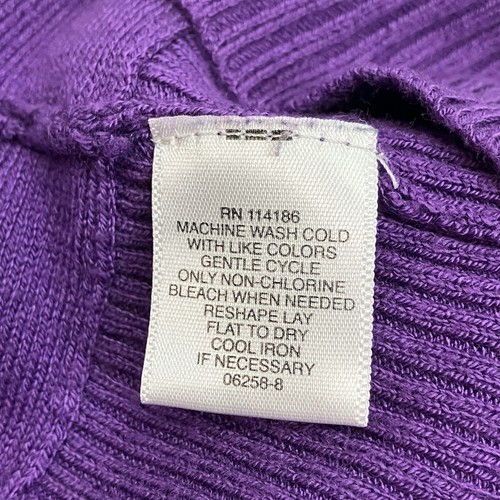 RN 114186
MACHINE WASH COLD
WITH LIKE COLORS
GENTLE CYCLE
ONLY NON-CHLORINE
BLEACH WHEN NEEDED
RESHAPE LAY
FLAT TO DRY
COOL IRON
IF NECESSARY
06258-8